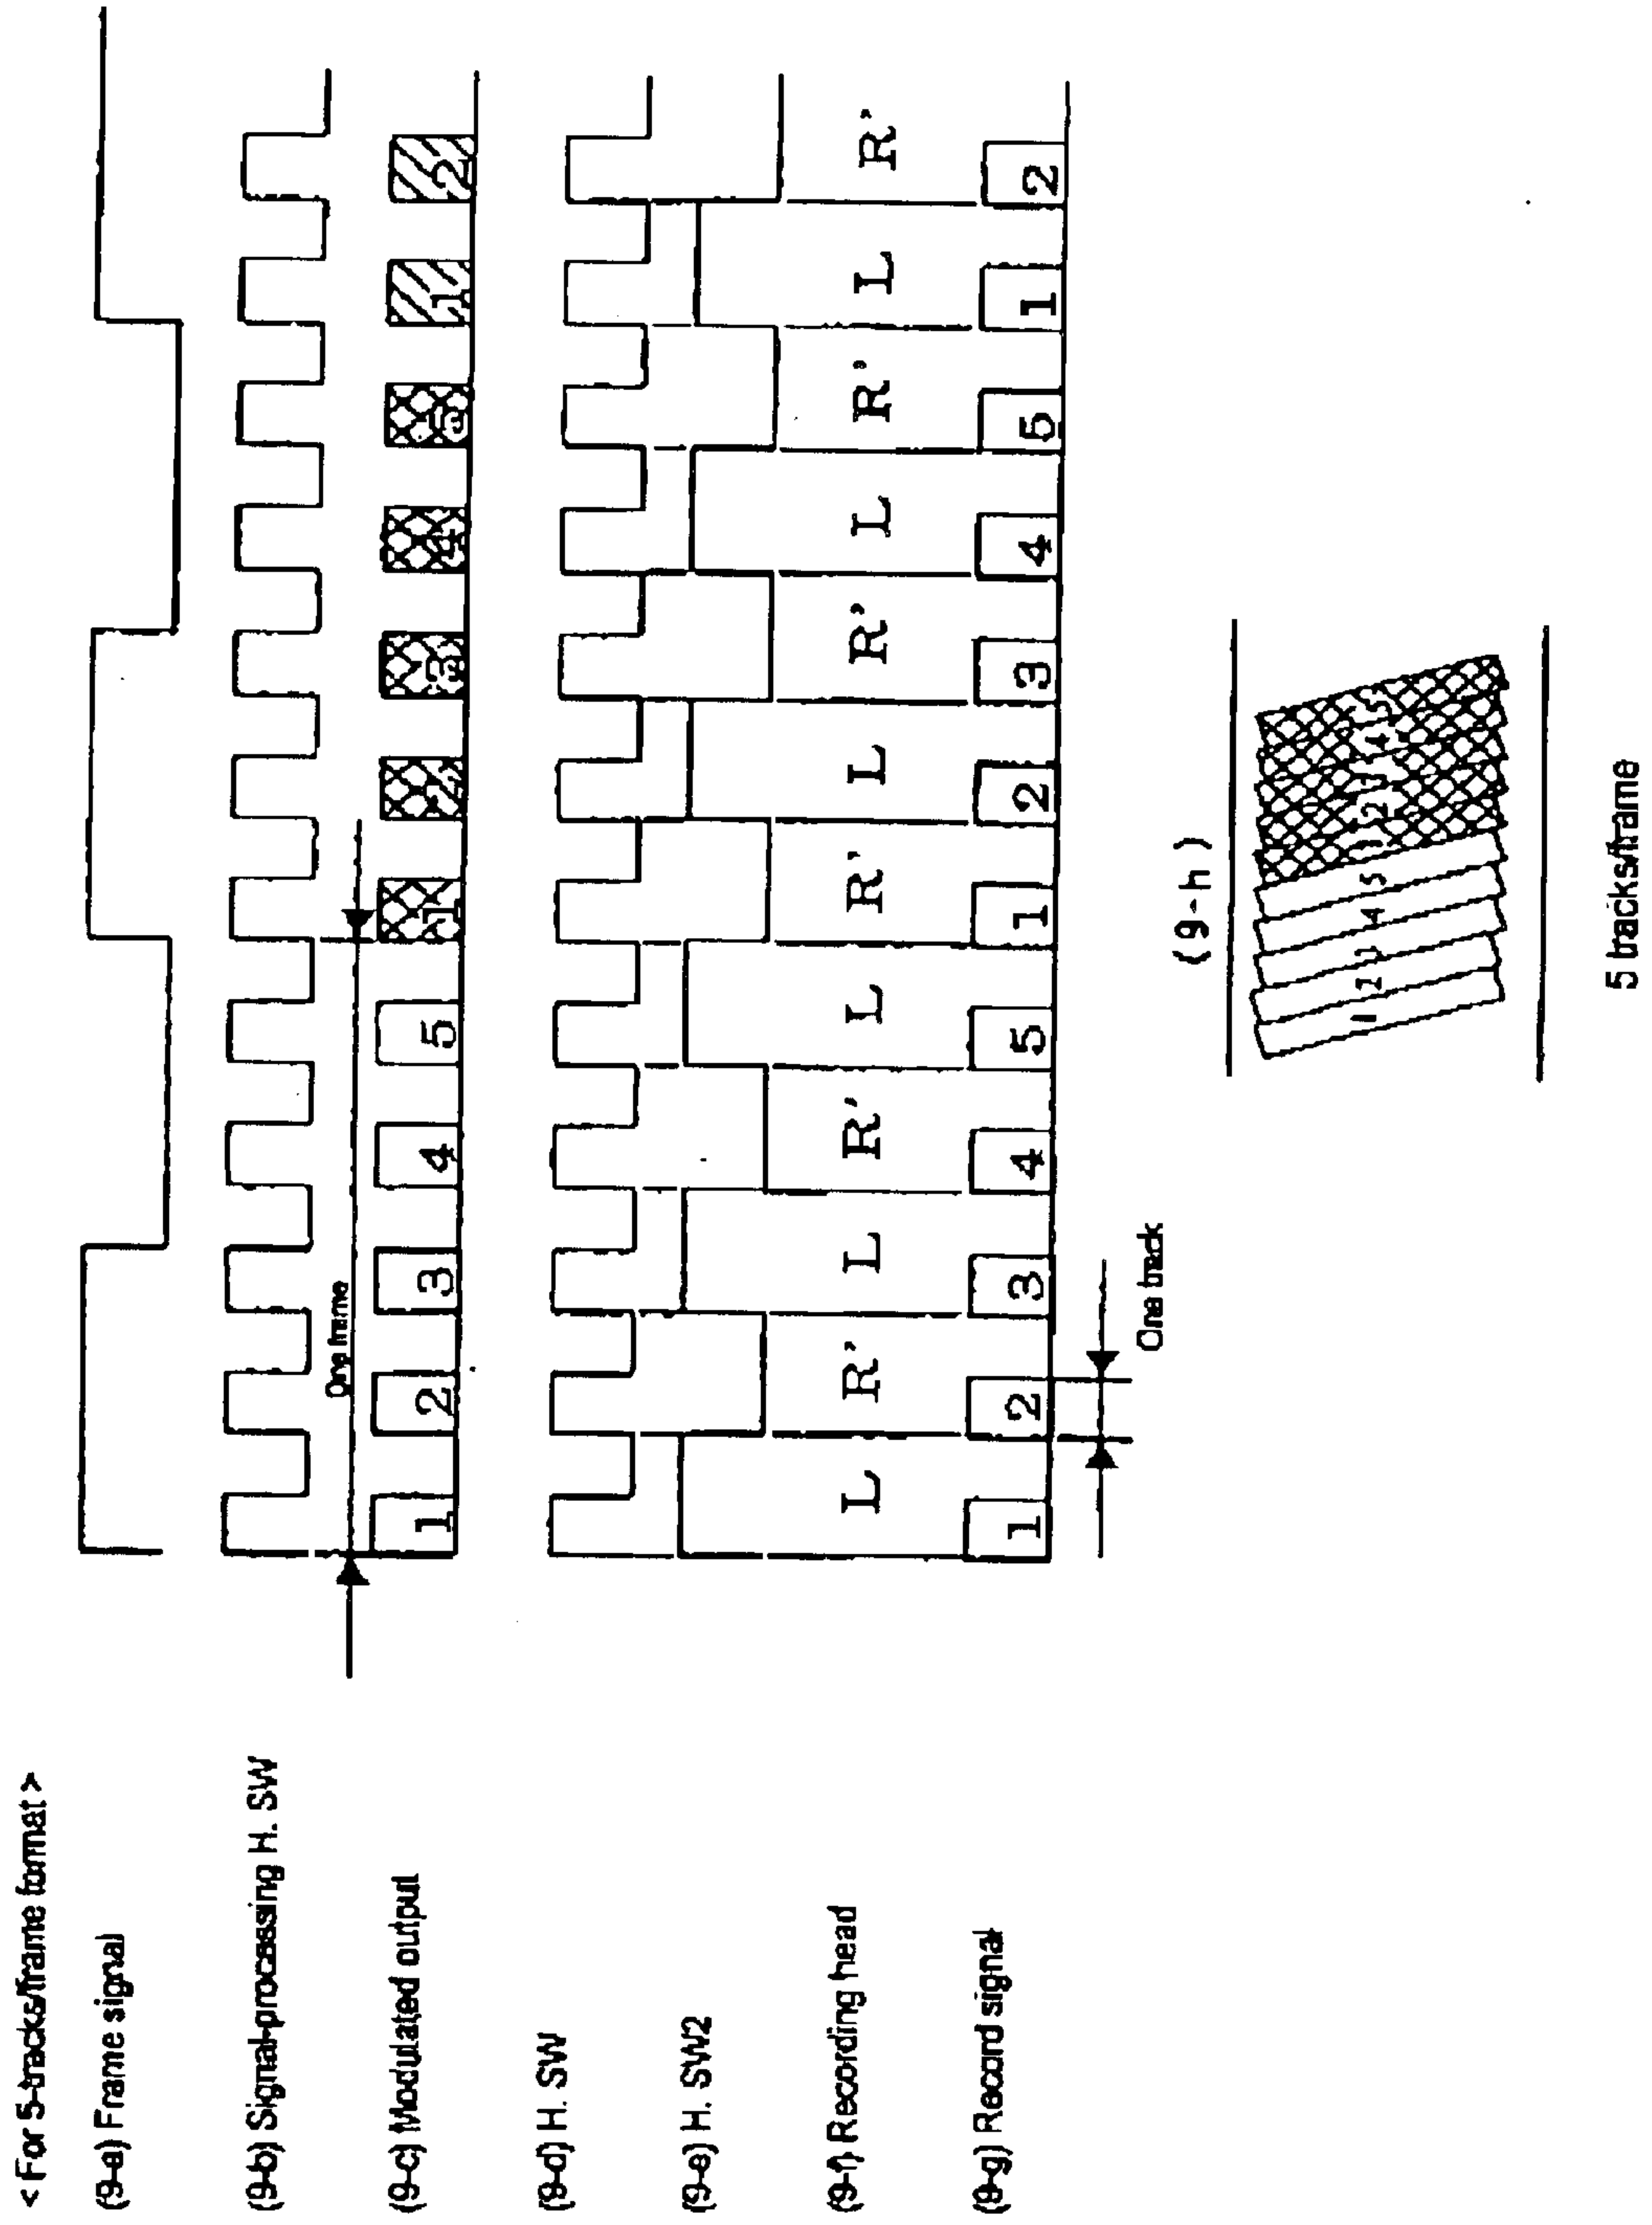 < For 5-tracks/frame format >
(9-a) Frame signal
(9-b) Signal-processing H. SW
One frame
(9-c) Modulated output 1 2 3 4 5 1 2 3 4 5 1 2
(9-d) H. SW
(9-e) H. SW2
(9-f) Recording head L R' L R' L R' L R' L R' L R'
(9-g) Record signal 1 2 3 4 5 1 2 3 4 5 1 2
One track
(9-h)
1 2 3 4 5 1 2 3 4 5
5 tracks/frame